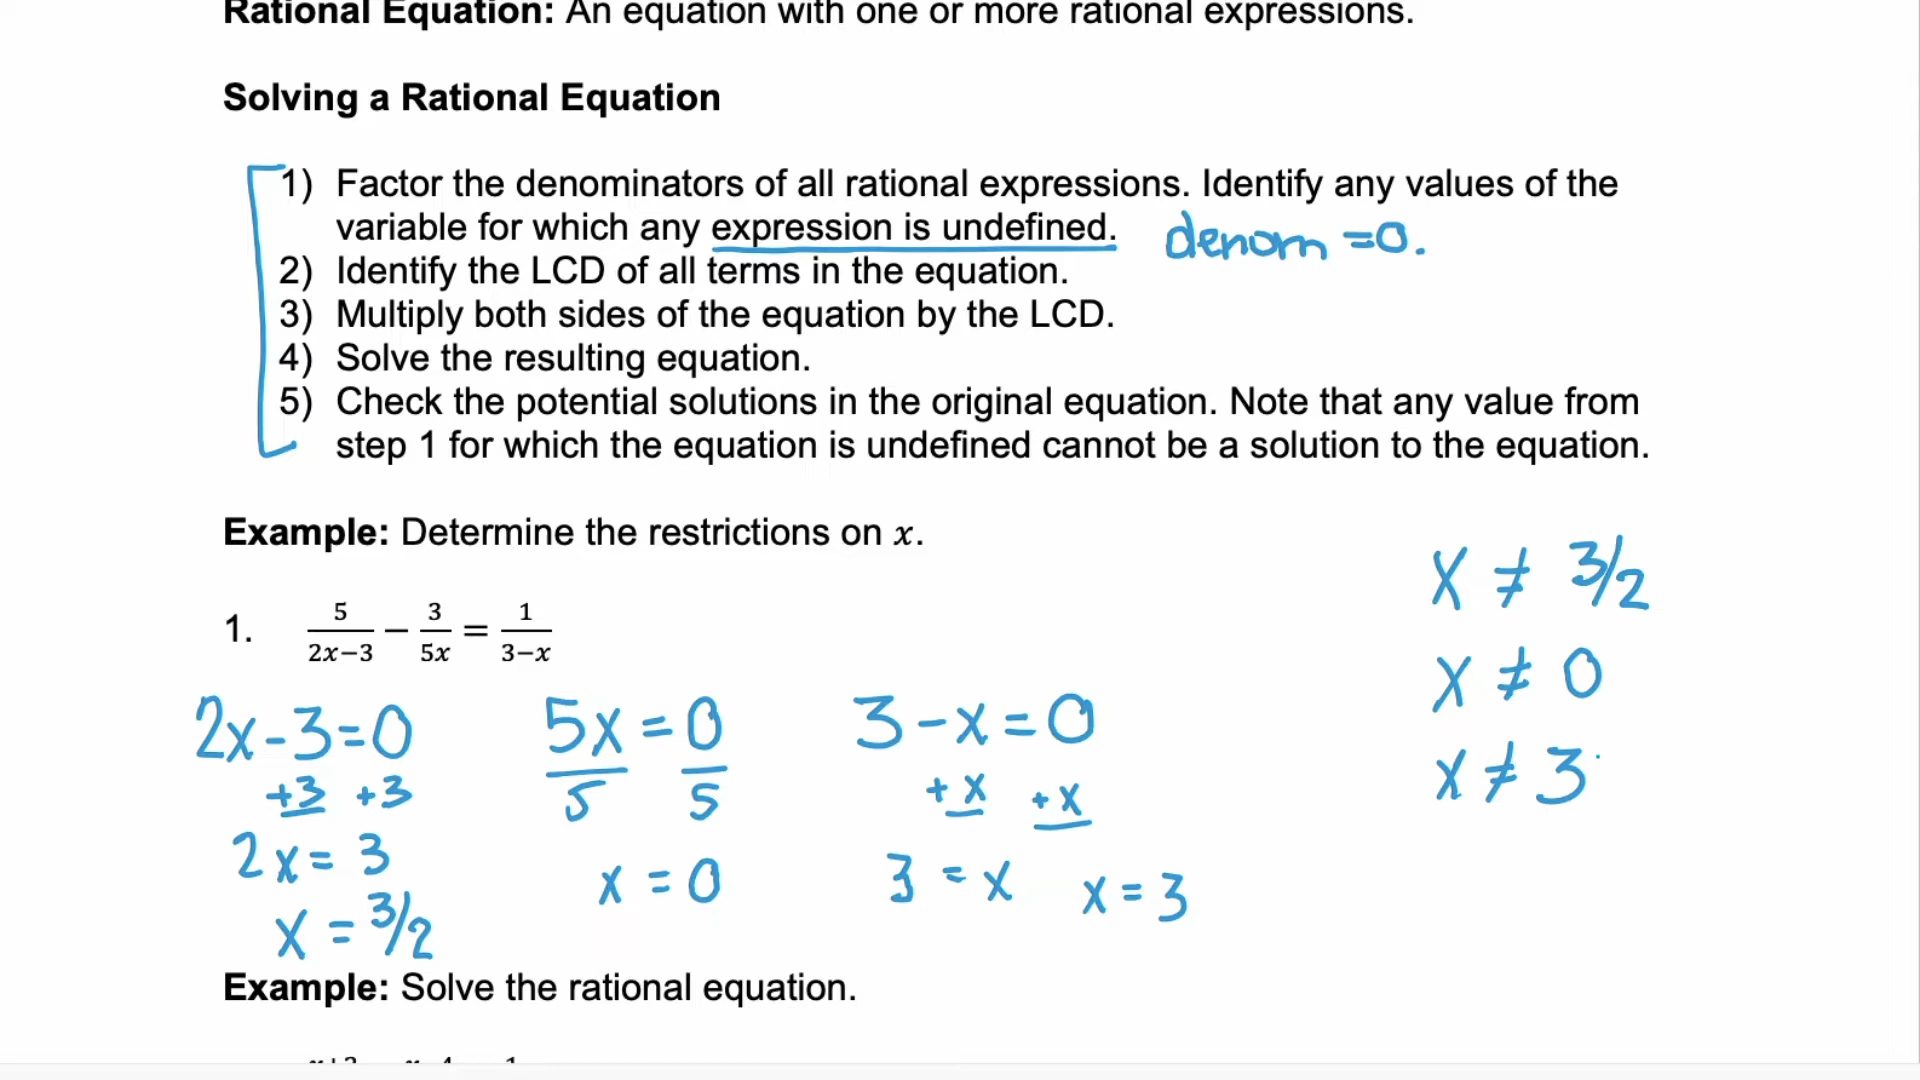 Rational Equation: An equation with one or more rational expressions.
Solving a Rational Equation
1) Factor the denominators of all rational expressions. Identify any values of the
variable for which any expression is undefined. denom =0.
2) Identify the LCD of all terms in the equation.
3) Multiply both sides of the equation by the LCD.
4) Solve the resulting equation.
5) Check the potential solutions in the original equation. Note that any value from
step 1 for which the equation is undefined cannot be a solution to the equation.
Example: Determine the restrictions on x.
1. 5/(2x−3) − 3/(5x) = 1/(3−x)
2x-3=0
+3 +3
2x = 3
x = 3/2
5x = 0
5 5
x = 0
3-x=0
+x +x
3 = x x = 3
x ≠ 3/2
x ≠ 0
x ≠ 3
Example: Solve the rational equation.